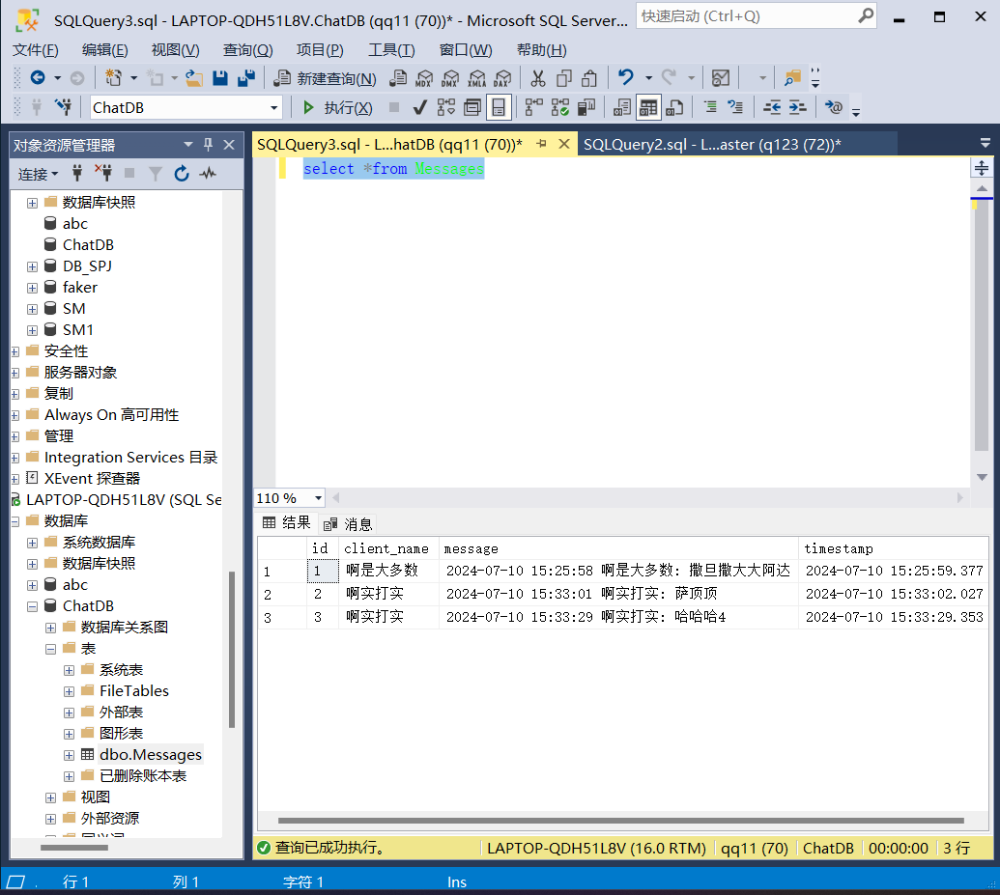 SQLQuery3.sql - LAPTOP-QDH51L8V.ChatDB (qq11 (70))* - Microsoft SQL Server...
快速启动 (Ctrl+Q)
文件(F) 编辑(E) 视图(V) 查询(Q) 项目(P) 工具(T) 窗口(W) 帮助(H)
新建查询(N) MDX DMX XMLA DAX
ChatDB 执行(X)
对象资源管理器
SQLQuery3.sql - L...hatDB (qq11 (70))* SQLQuery2.sql - L...aster (q123 (72))*
连接
select *from Messages
数据库快照
abc
ChatDB
DB_SPJ
faker
SM
SM1
安全性
服务器对象
复制
Always On 高可用性
管理
Integration Services 目录
XEvent 探查器
LAPTOP-QDH51L8V (SQL Se
数据库
系统数据库
数据库快照
abc
ChatDB
数据库关系图
表
系统表
FileTables
外部表
图形表
dbo.Messages
已删除账本表
视图
外部资源
110 %
结果 消息
id client_name message timestamp
1 1 啊是大多数 2024-07-10 15:25:58 啊是大多数: 撒旦撒大大阿达 2024-07-10 15:25:59.377
2 2 啊实打实 2024-07-10 15:33:01 啊实打实: 萨顶顶 2024-07-10 15:33:02.027
3 3 啊实打实 2024-07-10 15:33:29 啊实打实: 哈哈哈4 2024-07-10 15:33:29.353
查询已成功执行。 LAPTOP-QDH51L8V (16.0 RTM) qq11 (70) ChatDB 00:00:00 3 行
行 1 列 1 字符 1 Ins